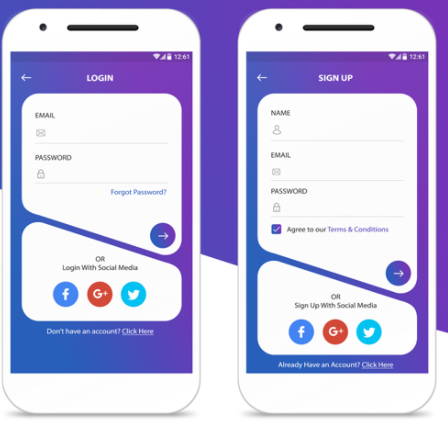 12:61
LOGIN
EMAIL
PASSWORD
Forgot Password?
OR
Login With Social Media
f
G+
Don't have an account? Click Here
12:61
SIGN UP
NAME
EMAIL
PASSWORD
Agree to our Terms & Conditions
OR
Sign Up With Social Media
f
G+
Already Have an Account? Click Here